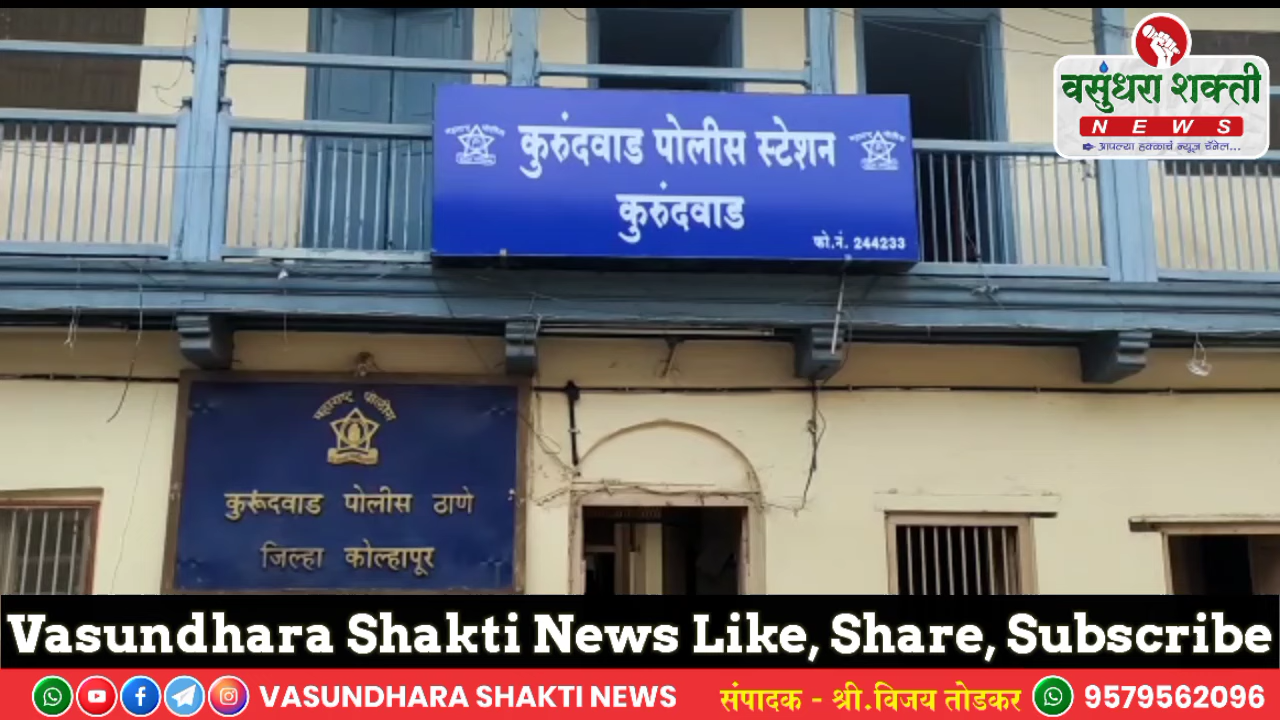 वसुंधरा शक्ती
NEWS
आपल्या हक्काचं न्यूज चॅनेल...
कुरुंदवाड पोलीस स्टेशन
कुरुंदवाड
फो.नं. 244233
महाराष्ट्र पोलीस
कुरूंदवाड पोलीस ठाणे
जिल्हा कोल्हापूर
Vasundhara Shakti News Like, Share, Subscribe
VASUNDHARA SHAKTI NEWS संपादक - श्री.विजय तोडकर 9579562096